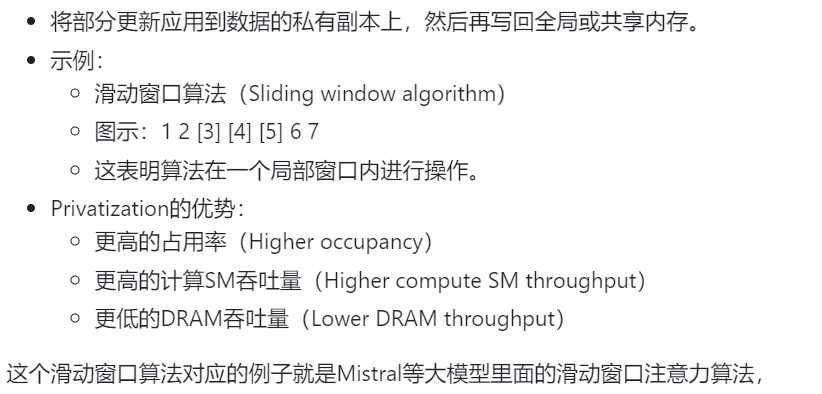 将部分更新应用到数据的私有副本上，然后再写回全局或共享内存。
示例：
滑动窗口算法（Sliding window algorithm）
图示：1 2 [3] [4] [5] 6 7
这表明算法在一个局部窗口内进行操作。
Privatization的优势：
更高的占用率（Higher occupancy）
更高的计算SM吞吐量（Higher compute SM throughput）
更低的DRAM吞吐量（Lower DRAM throughput）
这个滑动窗口算法对应的例子就是Mistral等大模型里面的滑动窗口注意力算法，